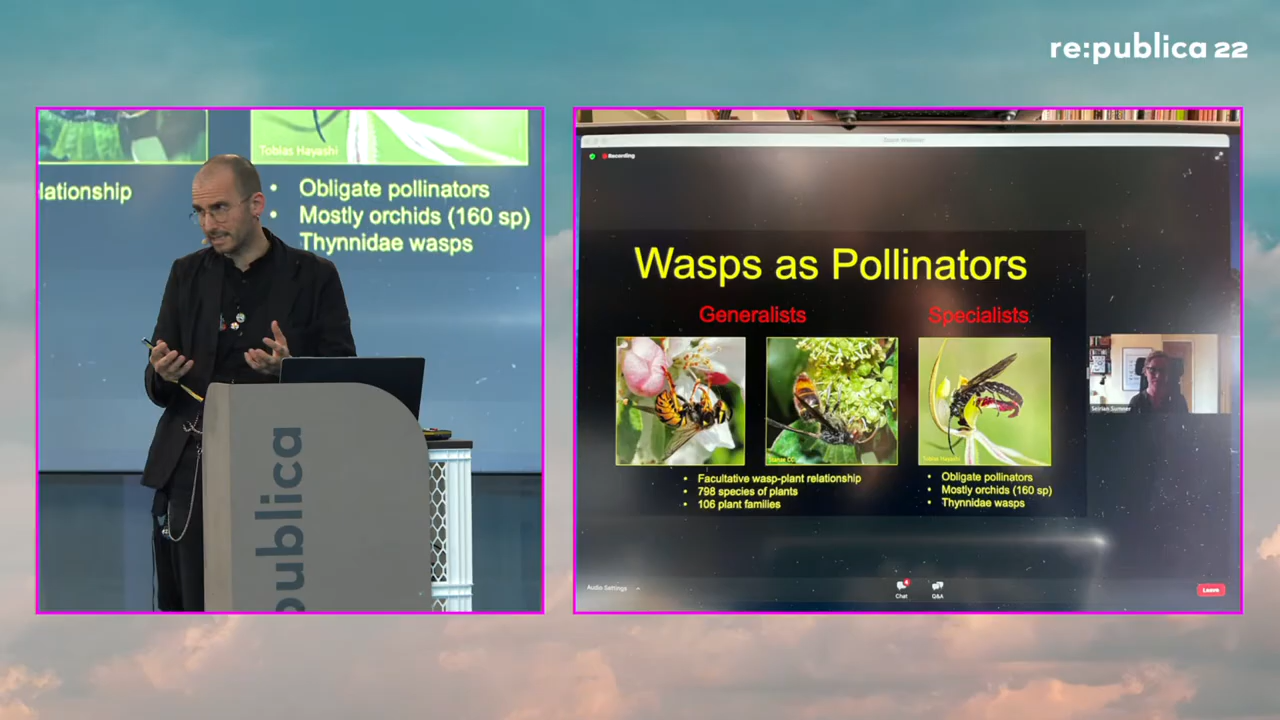 re:publica 22
Tobias Hayashi
lationship
• Obligate pollinators
• Mostly orchids (160 sp)
Thynnidae wasps
publica
Recording
Wasps as Pollinators
Generalists
Specialists
Tobias Hayashi
• Facultative wasp-plant relationship
• 798 species of plants
• 106 plant families
• Obligate pollinators
• Mostly orchids (160 sp)
• Thynnidae wasps
Seirian Sumner
Audio Settings
Chat
Q&A
Leave